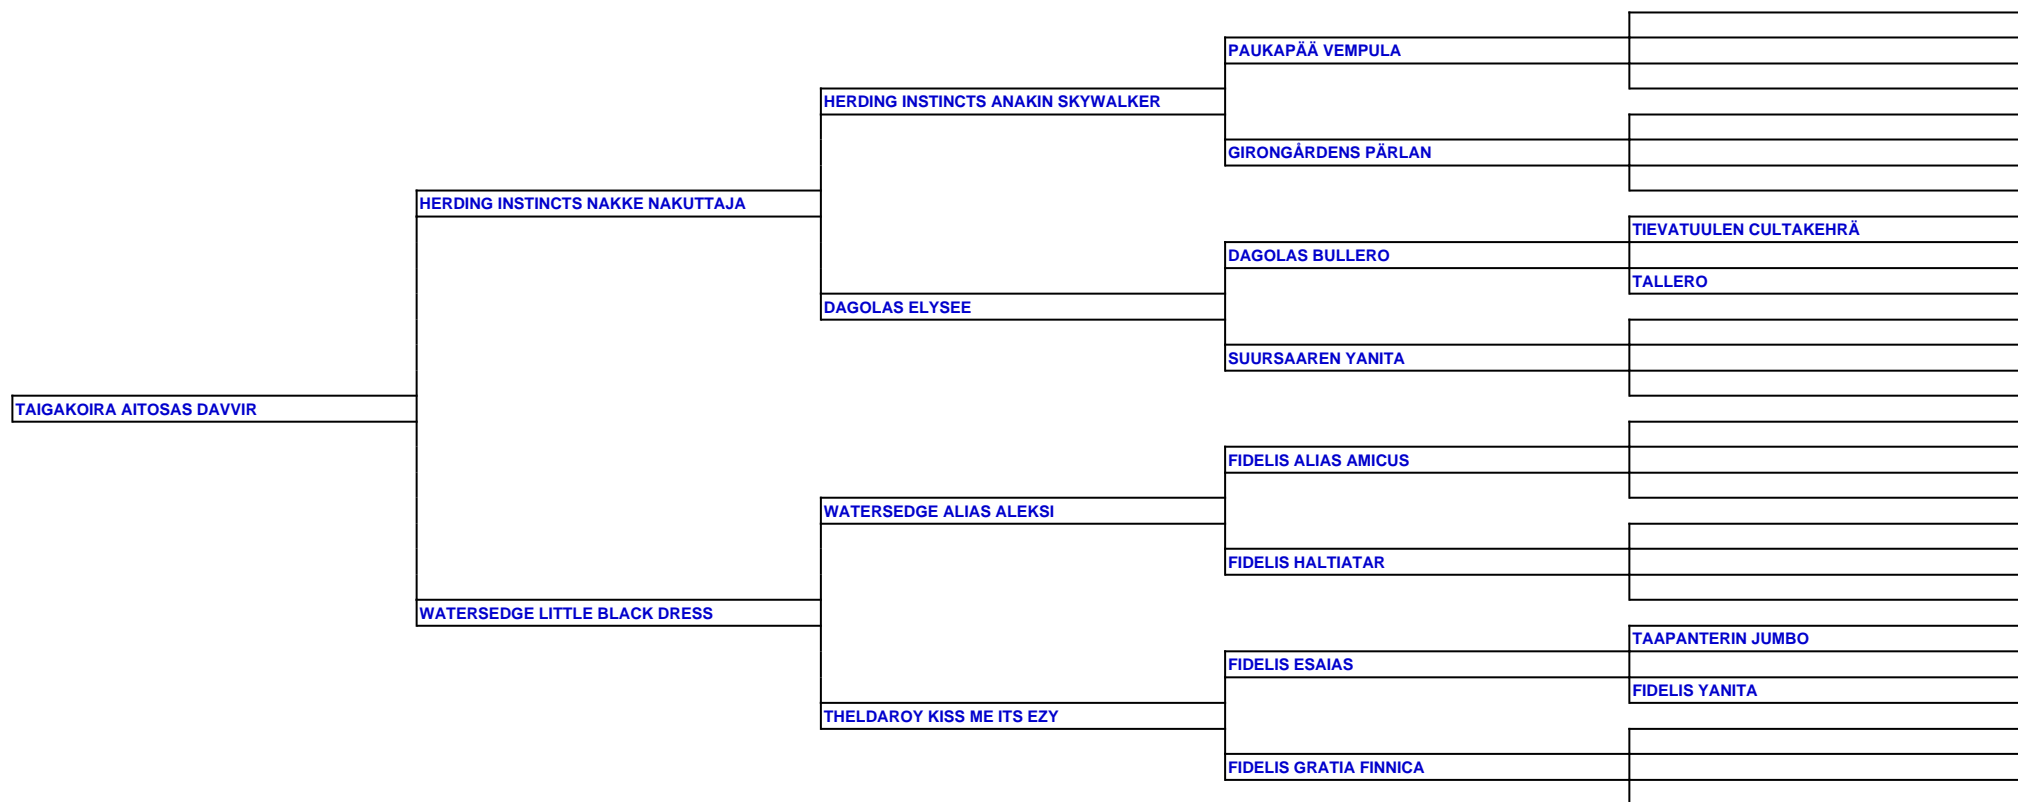 PAUKAPÄÄ VEMPULA
HERDING INSTINCTS ANAKIN SKYWALKER
GIRONGÅRDENS PÄRLAN
HERDING INSTINCTS NAKKE NAKUTTAJA
TIEVATUULEN CULTAKEHRÄ
DAGOLAS BULLERO
TALLERO
DAGOLAS ELYSEE
SUURSAAREN YANITA
TAIGAKOIRA AITOSAS DAVVIR
FIDELIS ALIAS AMICUS
WATERSEDGE ALIAS ALEKSI
FIDELIS HALTIATAR
WATERSEDGE LITTLE BLACK DRESS
TAAPANTERIN JUMBO
FIDELIS ESAIAS
FIDELIS YANITA
THELDAROY KISS ME ITS EZY
FIDELIS GRATIA FINNICA